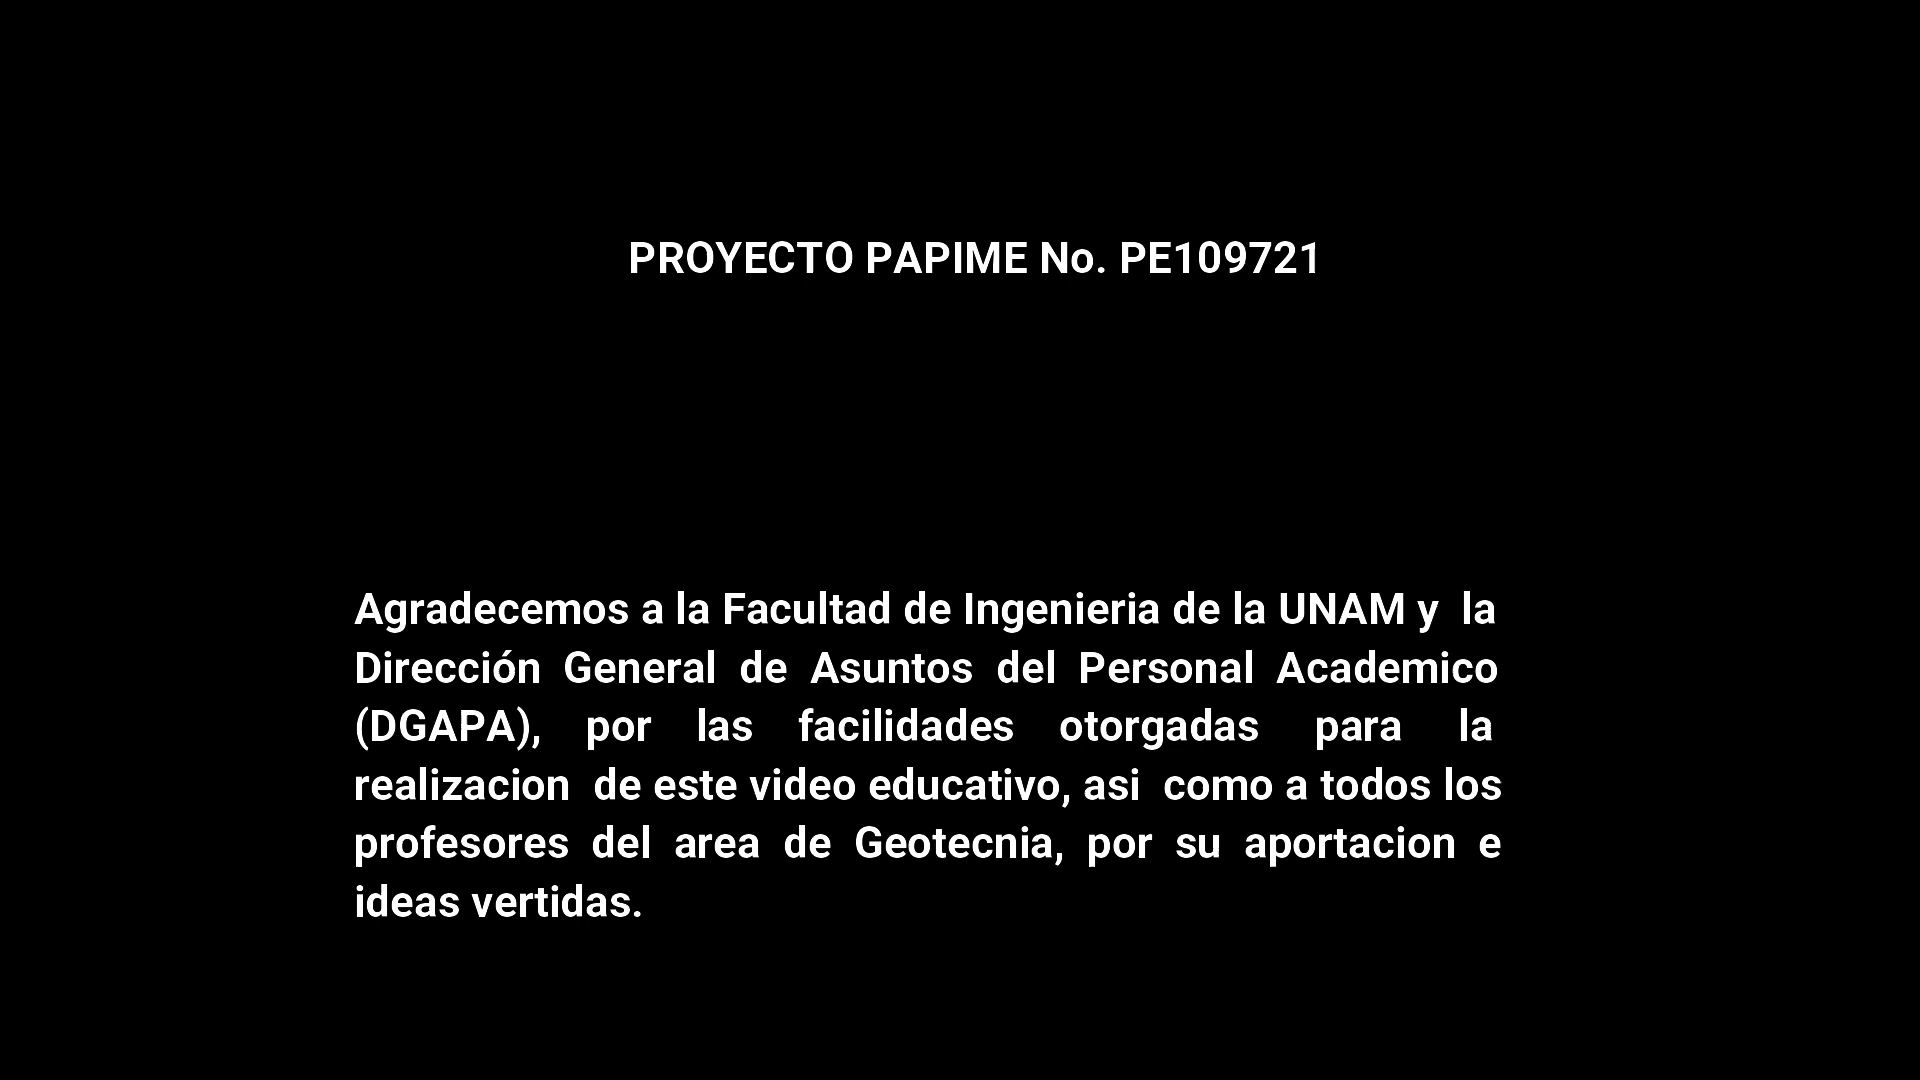 PROYECTO PAPIME No. PE109721
Agradecemos a la Facultad de Ingenieria de la UNAM y la
Dirección General de Asuntos del Personal Academico
(DGAPA), por las facilidades otorgadas para la
realizacion de este video educativo, asi como a todos los
profesores del area de Geotecnia, por su aportacion e
ideas vertidas.